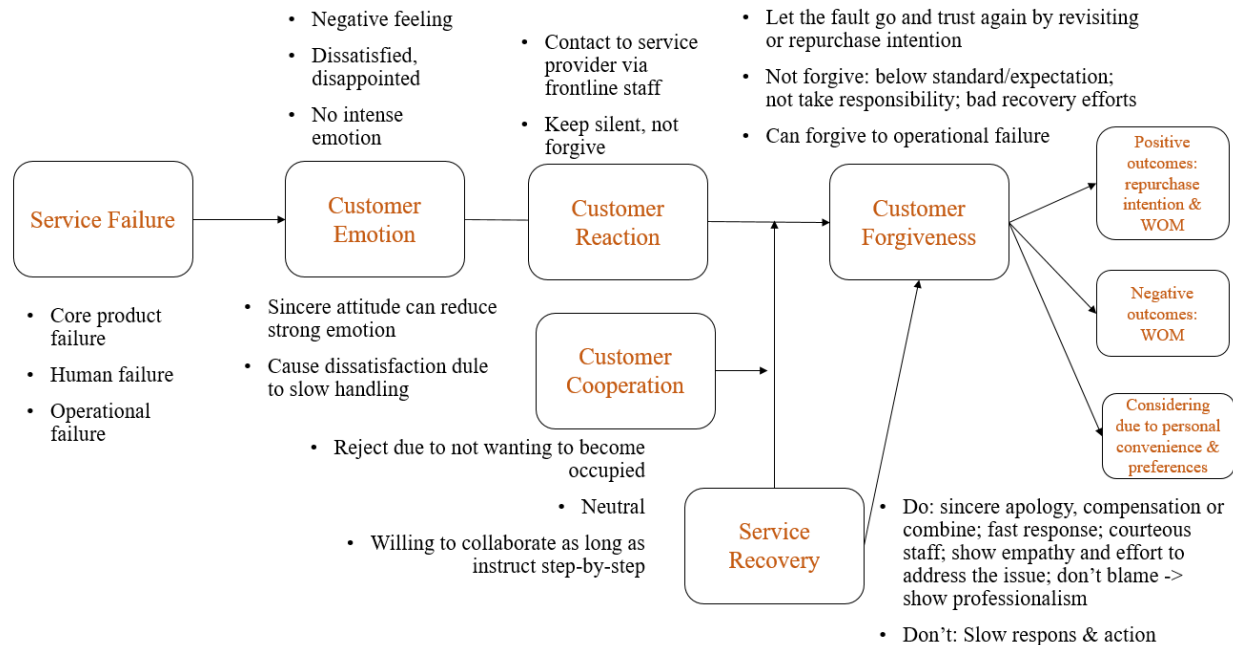 • Negative feeling
• Dissatisfied,
disappointed
• No intense
emotion
• Contact to service
provider via
frontline staff
• Keep silent, not
forgive
• Let the fault go and trust again by revisiting
or repurchase intention
• Not forgive: below standard/expectation;
not take responsibility; bad recovery efforts
• Can forgive to operational failure
Service Failure
Customer
Emotion
Customer
Reaction
Customer
Forgiveness
Positive
outcomes:
repurchase
intention &
WOM
Negative
outcomes:
WOM
Considering
due to personal
convenience &
preferences
• Core product
failure
• Human failure
• Operational
failure
• Sincere attitude can reduce
strong emotion
• Cause dissatisfaction dule
to slow handling
Customer
Cooperation
• Reject due to not wanting to become
occupied
• Neutral
• Willing to collaborate as long as
instruct step-by-step
Service
Recovery
• Do: sincere apology, compensation or
combine; fast response; courteous
staff; show empathy and effort to
address the issue; don’t blame ->
show professionalism
• Don’t: Slow respons & action